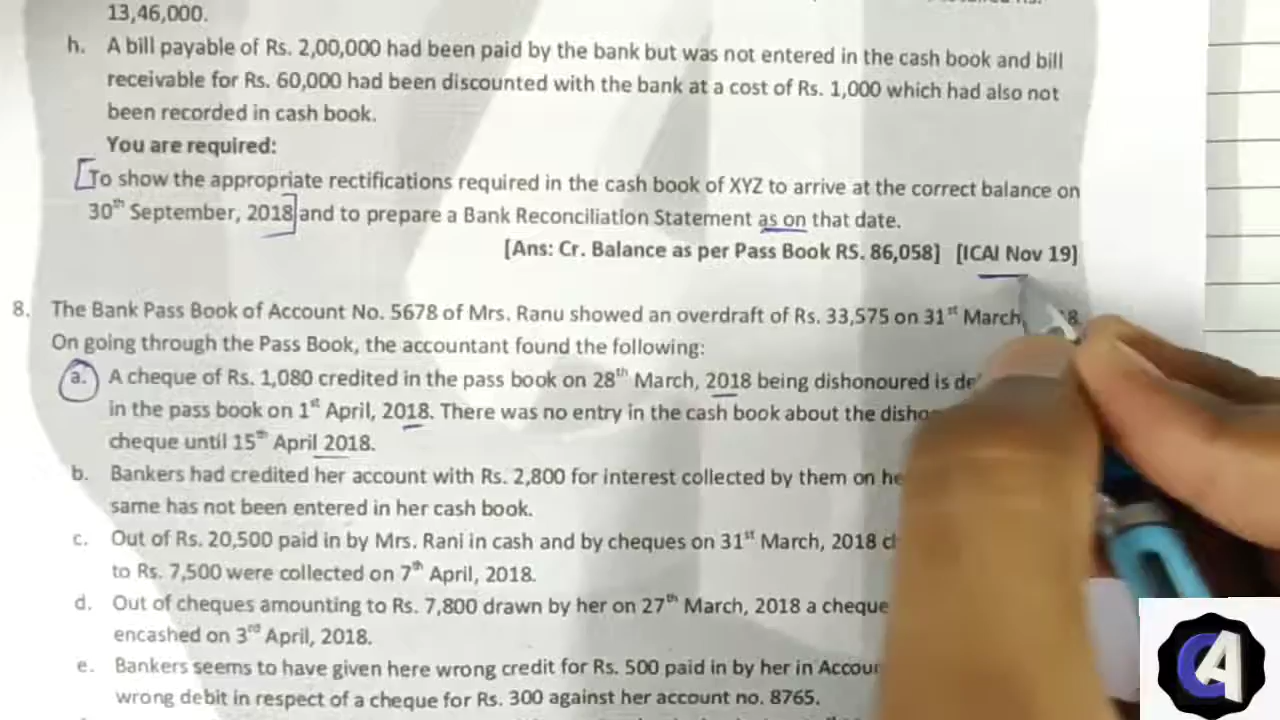 13,46,000.
h. A bill payable of Rs. 2,00,000 had been paid by the bank but was not entered in the cash book and bill
receivable for Rs. 60,000 had been discounted with the bank at a cost of Rs. 1,000 which had also not
been recorded in cash book.
You are required:
To show the appropriate rectifications required in the cash book of XYZ to arrive at the correct balance on
30th September, 2018 and to prepare a Bank Reconciliation Statement as on that date.
[Ans: Cr. Balance as per Pass Book RS. 86,058] [ICAI Nov 19]
8. The Bank Pass Book of Account No. 5678 of Mrs. Ranu showed an overdraft of Rs. 33,575 on 31st March,
On going through the Pass Book, the accountant found the following:
a. A cheque of Rs. 1,080 credited in the pass book on 28th March, 2018 being dishonoured is
in the pass book on 1st April, 2018. There was no entry in the cash book about the
cheque until 15th April 2018.
b. Bankers had credited her account with Rs. 2,800 for interest collected by them on
same has not been entered in her cash book.
c. Out of Rs. 20,500 paid in by Mrs. Rani in cash and by cheques on 31st March, 2018
to Rs. 7,500 were collected on 7th April, 2018.
d. Out of cheques amounting to Rs. 7,800 drawn by her on 27th March, 2018 a cheque
encashed on 3rd April, 2018.
e. Bankers seems to have given here wrong credit for Rs. 500 paid in by her in
wrong debit in respect of a cheque for Rs. 300 against her account no. 8765.
CA